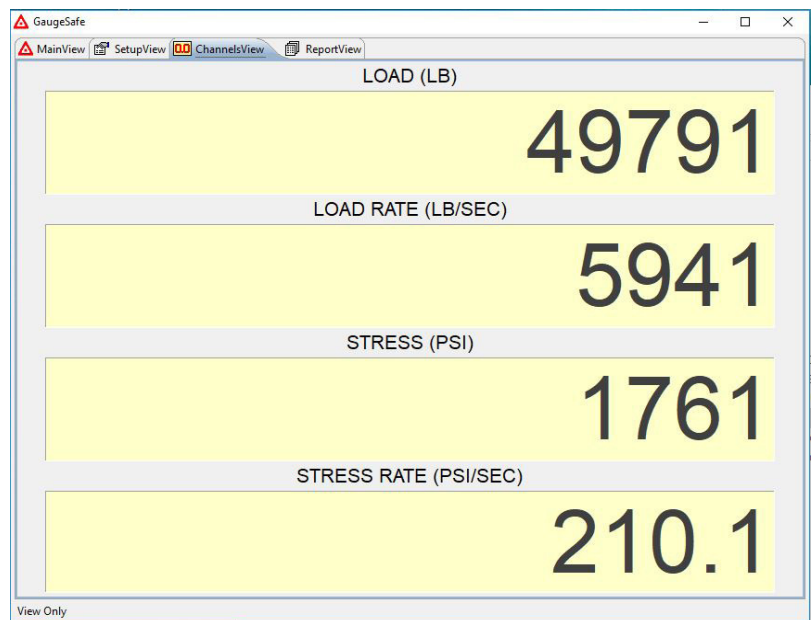 GaugeSafe
MainView SetupView 0.0 ChannelsView ReportView
LOAD (LB)
49791
LOAD RATE (LB/SEC)
5941
STRESS (PSI)
1761
STRESS RATE (PSI/SEC)
210.1
View Only